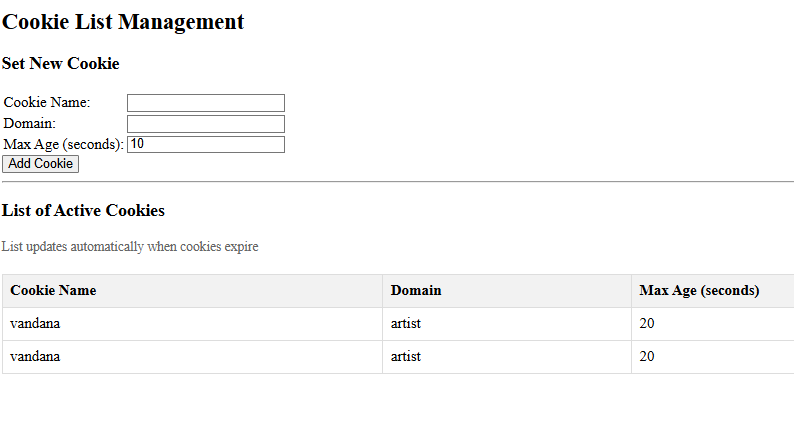 Cookie List Management
Set New Cookie
Cookie Name:
Domain:
Max Age (seconds): 10
Add Cookie
List of Active Cookies
List updates automatically when cookies expire
Cookie Name Domain Max Age (seconds)
vandana artist 20
vandana artist 20